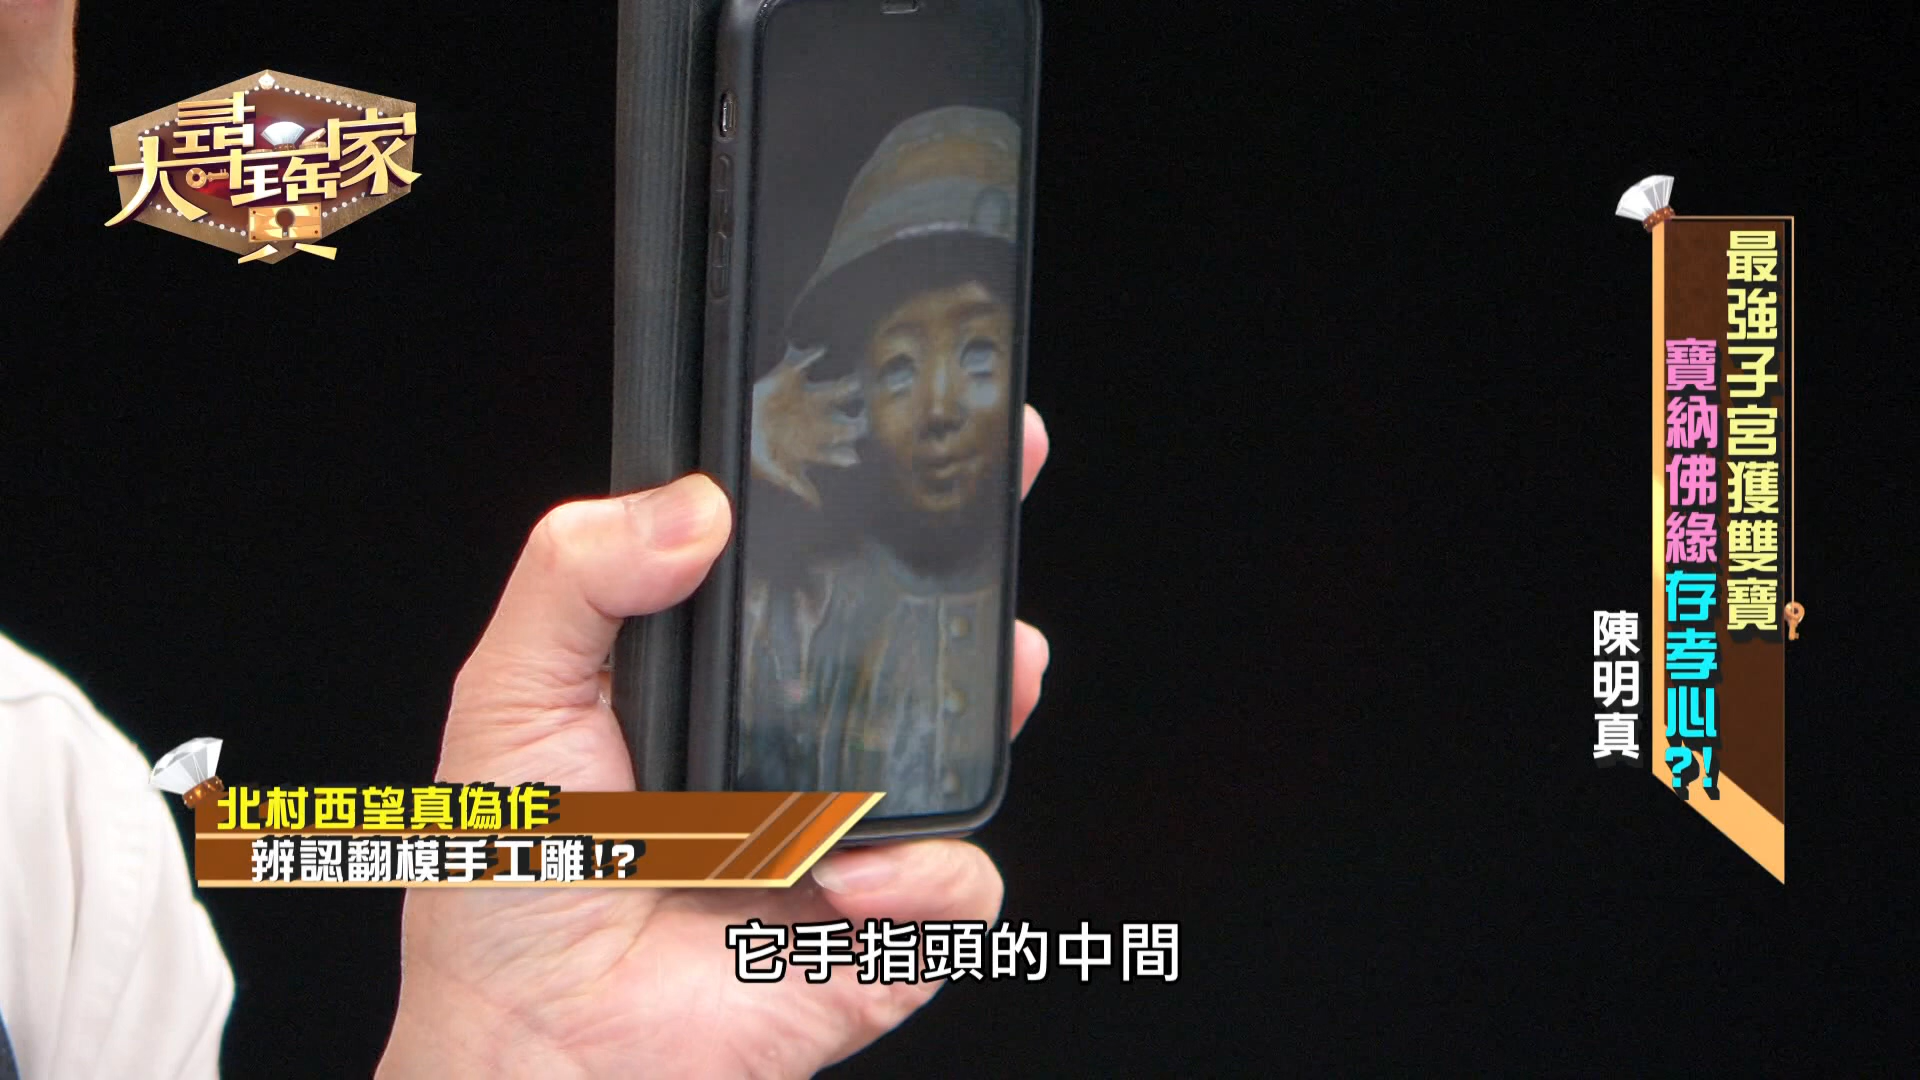 大尋寶家
最強子宮獲雙寶
寶納佛緣存孝心?!
陳明真
北村西望真偽作
辨認翻模手工雕!?
它手指頭的中間